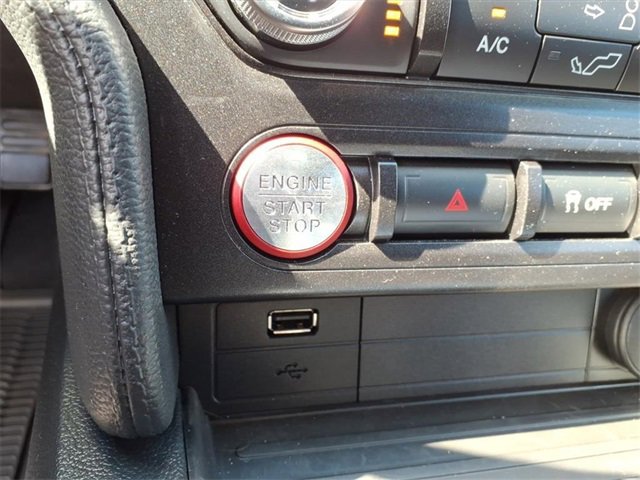 A/C
ENGINE
START
STOP
OFF